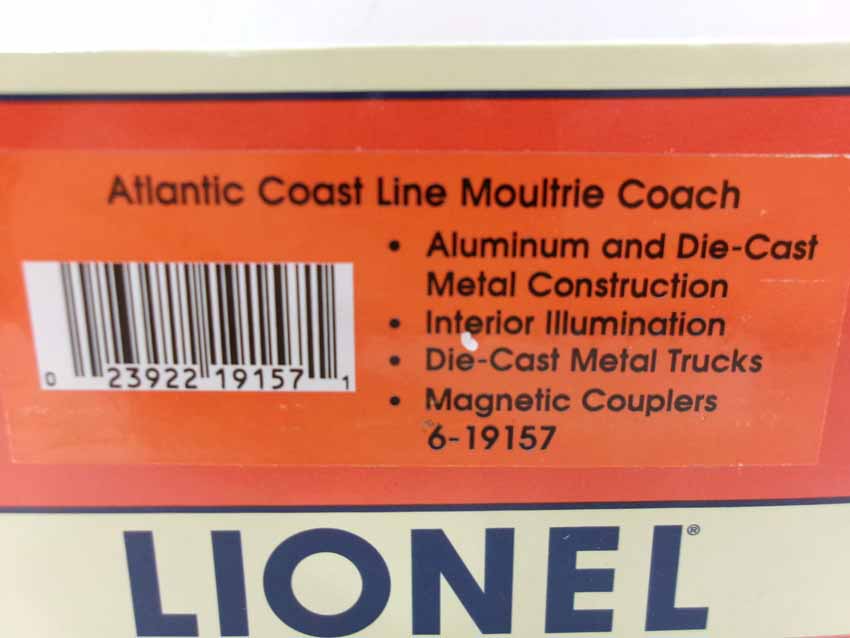 Atlantic Coast Line Moultrie Coach
• Aluminum and Die-Cast
Metal Construction
• Interior Illumination
• Die-Cast Metal Trucks
• Magnetic Couplers
6-19157
0 23922 19157 1
LIONEL®